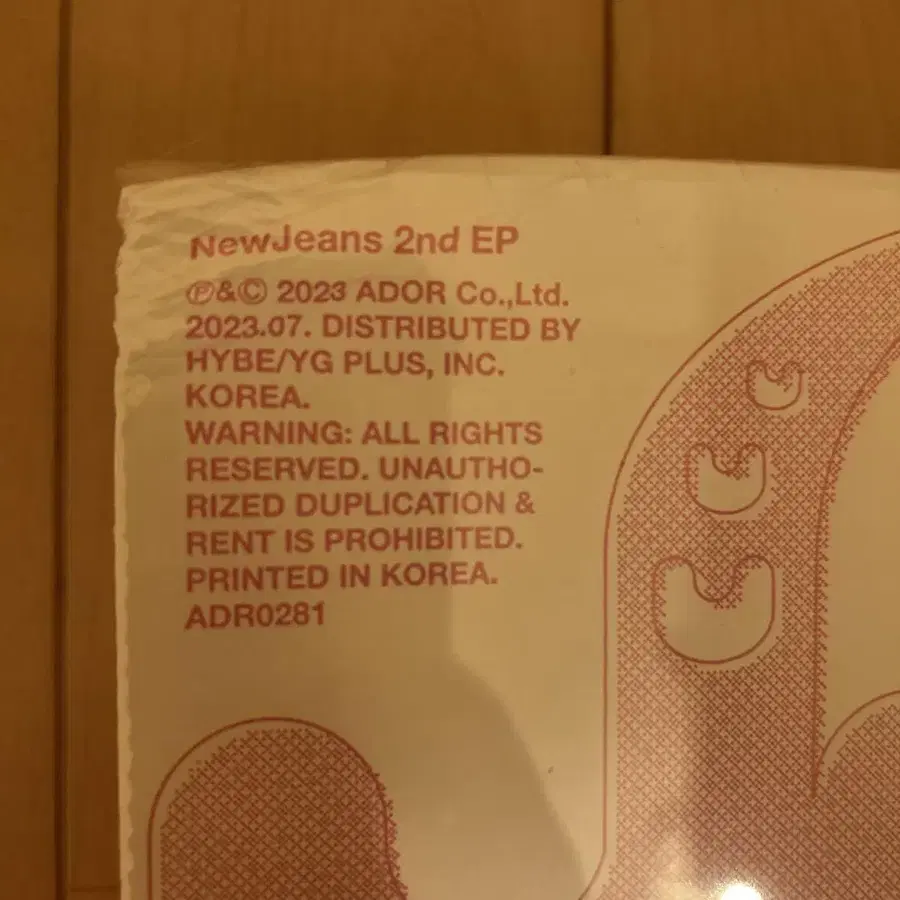 NewJeans 2nd EP
℗&© 2023 ADOR Co.,Ltd.
2023.07. DISTRIBUTED BY
HYBE/YG PLUS, INC.
KOREA.
WARNING: ALL RIGHTS
RESERVED. UNAUTHO-
RIZED DUPLICATION &
RENT IS PROHIBITED.
PRINTED IN KOREA.
ADR0281